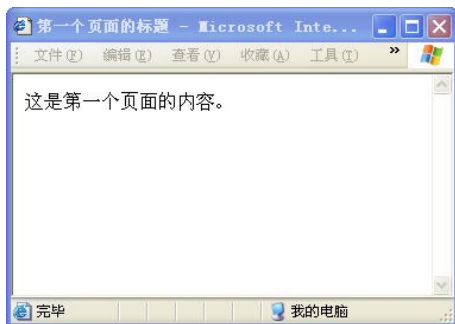 第一个页面的标题 - Microsoft Inte...
文件(F) 编辑(E) 查看(V) 收藏(A) 工具(T) »
这是第一个页面的内容。
完毕 我的电脑